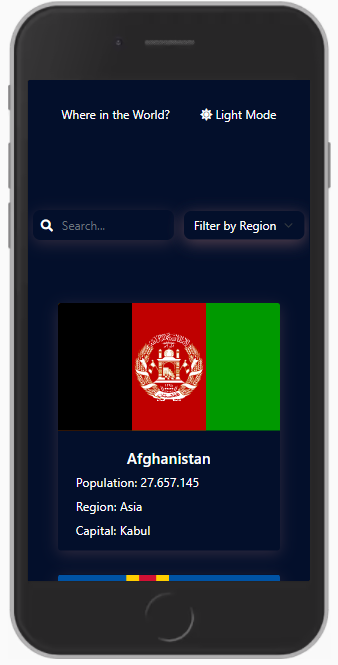 Where in the World? Light Mode
Search... Filter by Region
Afghanistan
Population: 27.657.145
Region: Asia
Capital: Kabul